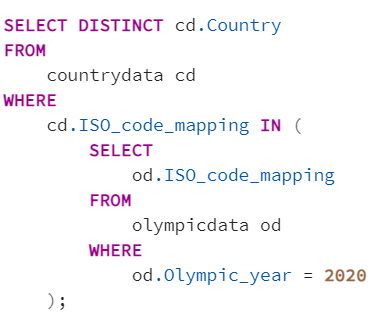 SELECT DISTINCT cd.Country
FROM
    countrydata cd
WHERE
    cd.ISO_code_mapping IN (
        SELECT
            od.ISO_code_mapping
        FROM
            olympicdata od
        WHERE
            od.Olympic_year = 2020
    );